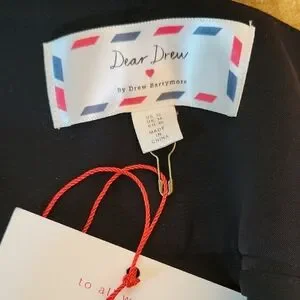 Dear Drew
by Drew Barrymore
MADE IN
CHINA
to all w